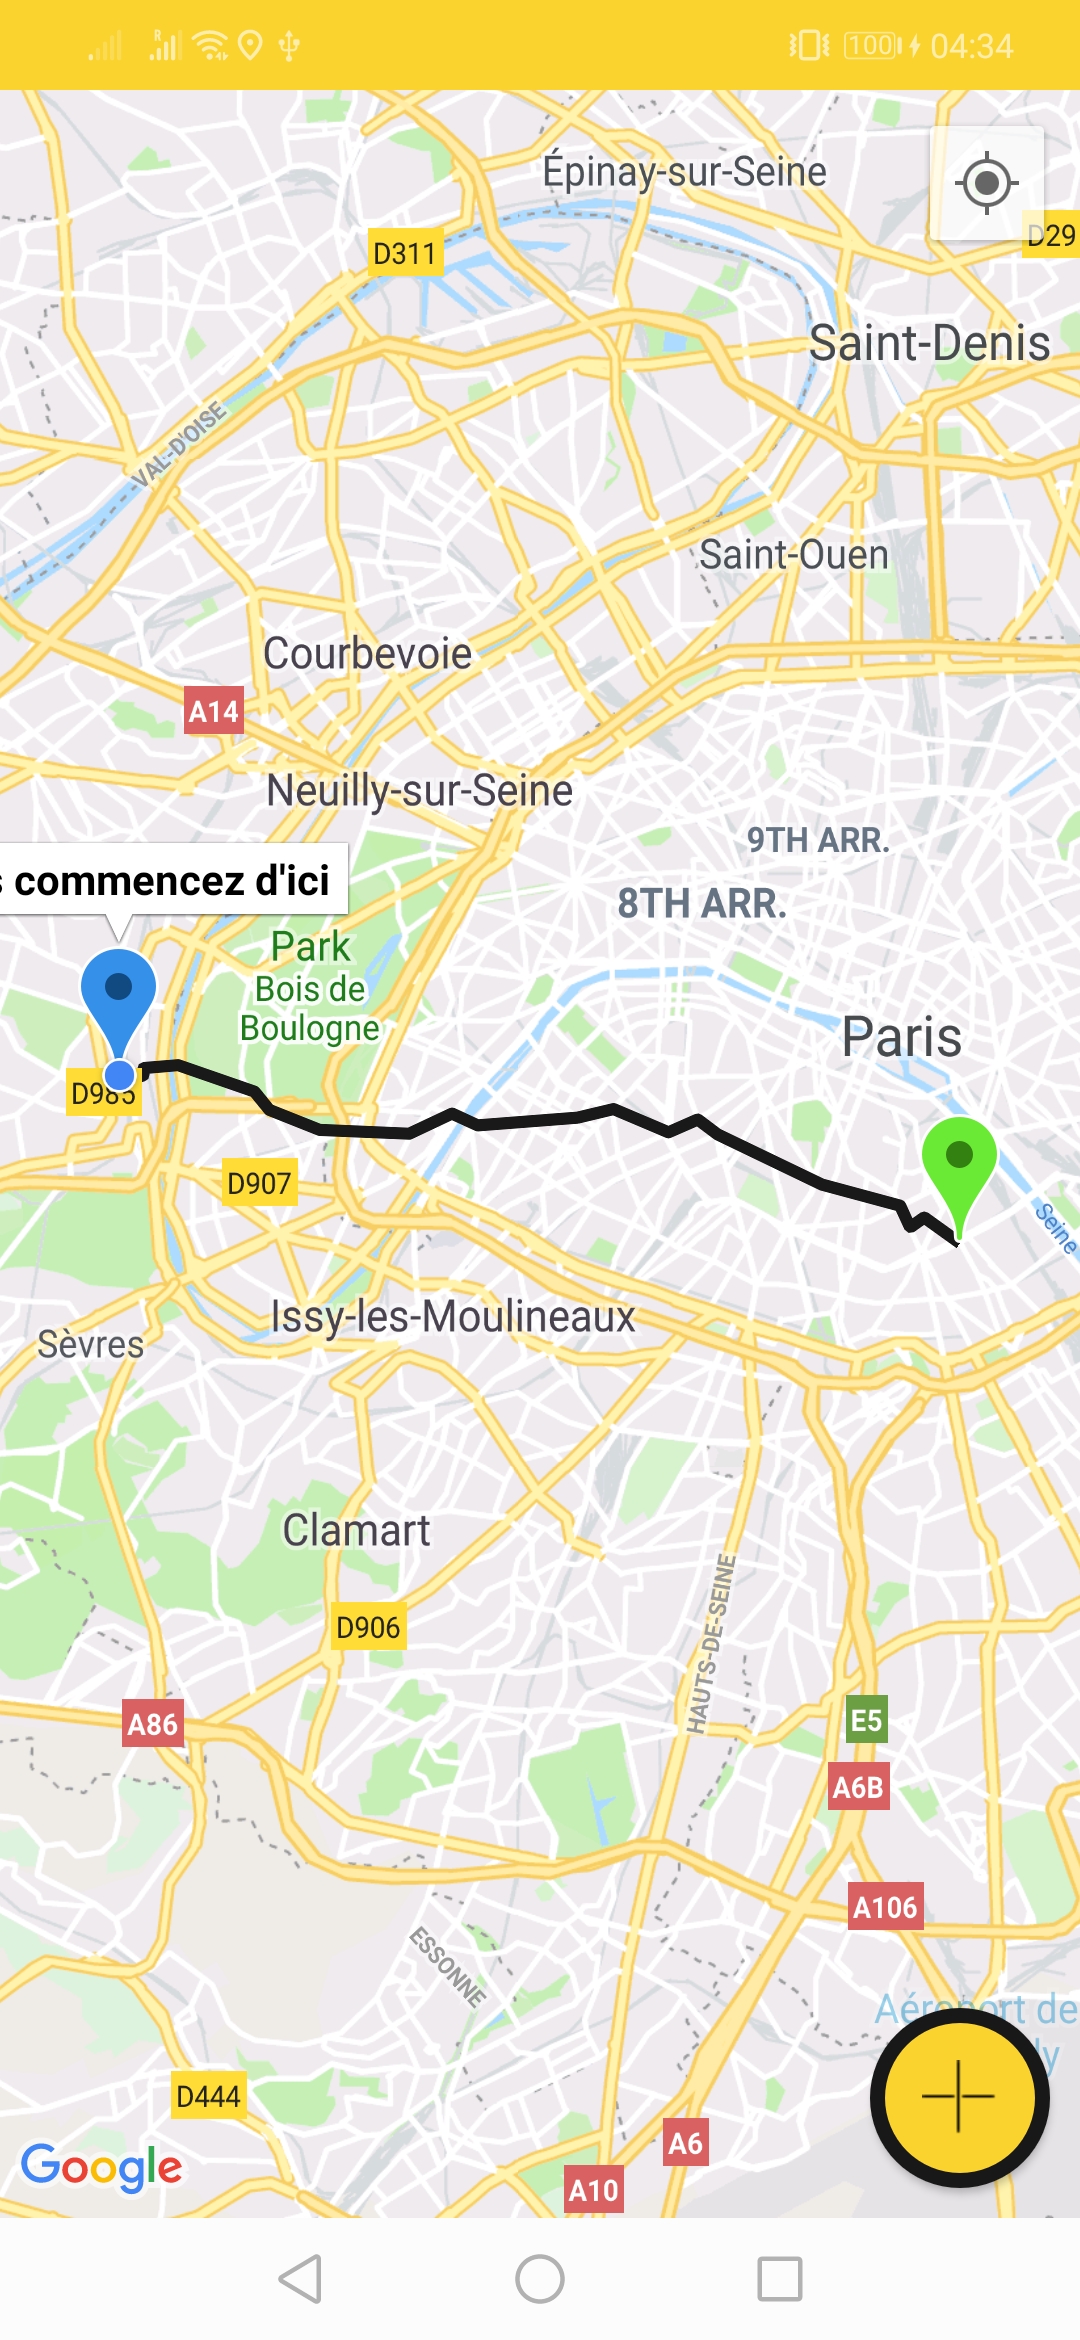 R
100
04:34
Épinay-sur-Seine
D311
D29
Saint-Denis
VAL-D'OISE
Saint-Ouen
Courbevoie
A14
Neuilly-sur-Seine
9TH ARR.
commencez d'ici
8TH ARR.
Park
Bois de
Boulogne
Paris
D985
D907
Seine
Issy-les-Moulineaux
Sèvres
Clamart
HAUTS-DE-SEINE
D906
A86
E5
A6B
A106
ESSONNE
Aéroport de
D444
A6
Google
A10